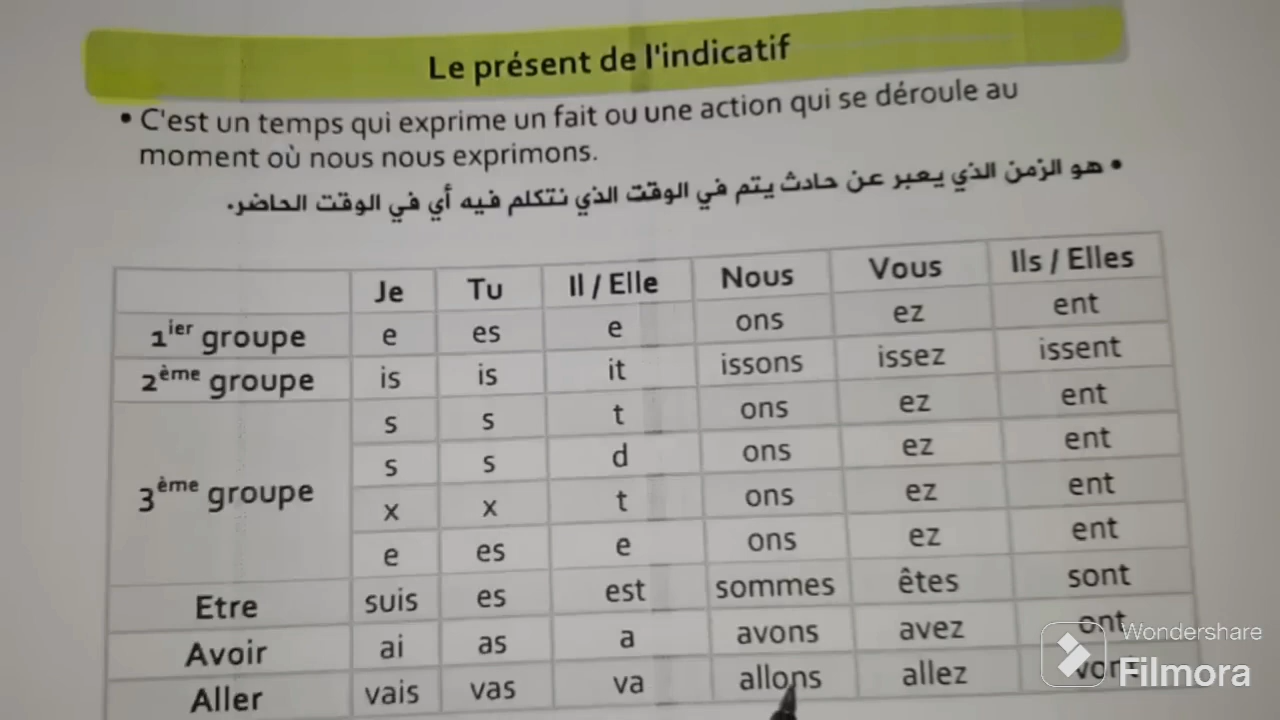 Le présent de l'indicatif
• C'est un temps qui exprime un fait ou une action qui se déroule au
moment où nous nous exprimons.
• هو الزمن الذي يعبر عن حادث يتم في الوقت الذي نتكلم فيه أي في الوقت الحاضر.
Je Tu Il / Elle Nous Vous Ils / Elles
1ier groupe e es e ons ez ent
2ème groupe is is it issons issez issent
s s t ons ez ent
s s d ons ez ent
3ème groupe
x x t ons ez ent
e es e ons ez ent
Etre suis es est sommes êtes sont
Avoir ai as a avons avez ont
Aller vais vas va allons allez vont
Wondershare
Filmora